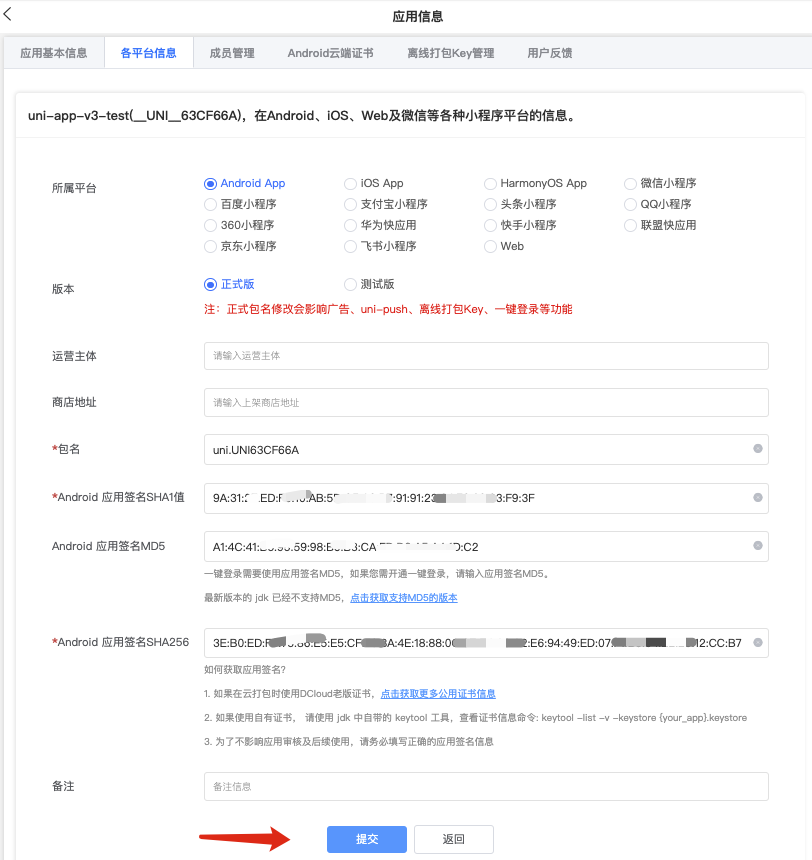 应用信息
应用基本信息 各平台信息 成员管理 Android云端证书 离线打包Key管理 用户反馈
uni-app-v3-test(__UNI__63CF66A)，在Android、iOS、Web及微信等各种小程序平台的信息。
所属平台
Android App iOS App HarmonyOS App 微信小程序
百度小程序 支付宝小程序 头条小程序 QQ小程序
360小程序 华为快应用 快手小程序 联盟快应用
京东小程序 飞书小程序 Web
版本
正式版 测试版
注：正式包名修改会影响广告、uni-push、离线打包Key、一键登录等功能
运营主体 请输入运营主体
商店地址 请输入上架商店地址
*包名 uni.UNI63CF66A
*Android 应用签名SHA1值 9A:31: ED: AB:5 :91:91:23 3:F9:3F
Android 应用签名MD5 A1:4C:41: 59:98: CA D:C2
一键登录需要使用应用签名MD5，如果您需开通一键登录，请输入应用签名MD5。
最新版本的 jdk 已经不支持MD5，点击获取支持MD5的版本
*Android 应用签名SHA256 3E:B0:ED: E5:CF A:4E:18:88:0 E6:94:49:ED:07 12:CC:B7
如何获取应用签名?
1. 如果在云打包时使用DCloud老版证书，点击获取更多公用证书信息
2. 如果使用自有证书， 请使用 jdk 中自带的 keytool 工具，查看证书信息命令: keytool -list -v -keystore {your_app}.keystore
3. 为了不影响应用审核及后续使用，请务必填写正确的应用签名信息
备注 备注信息
提交 返回